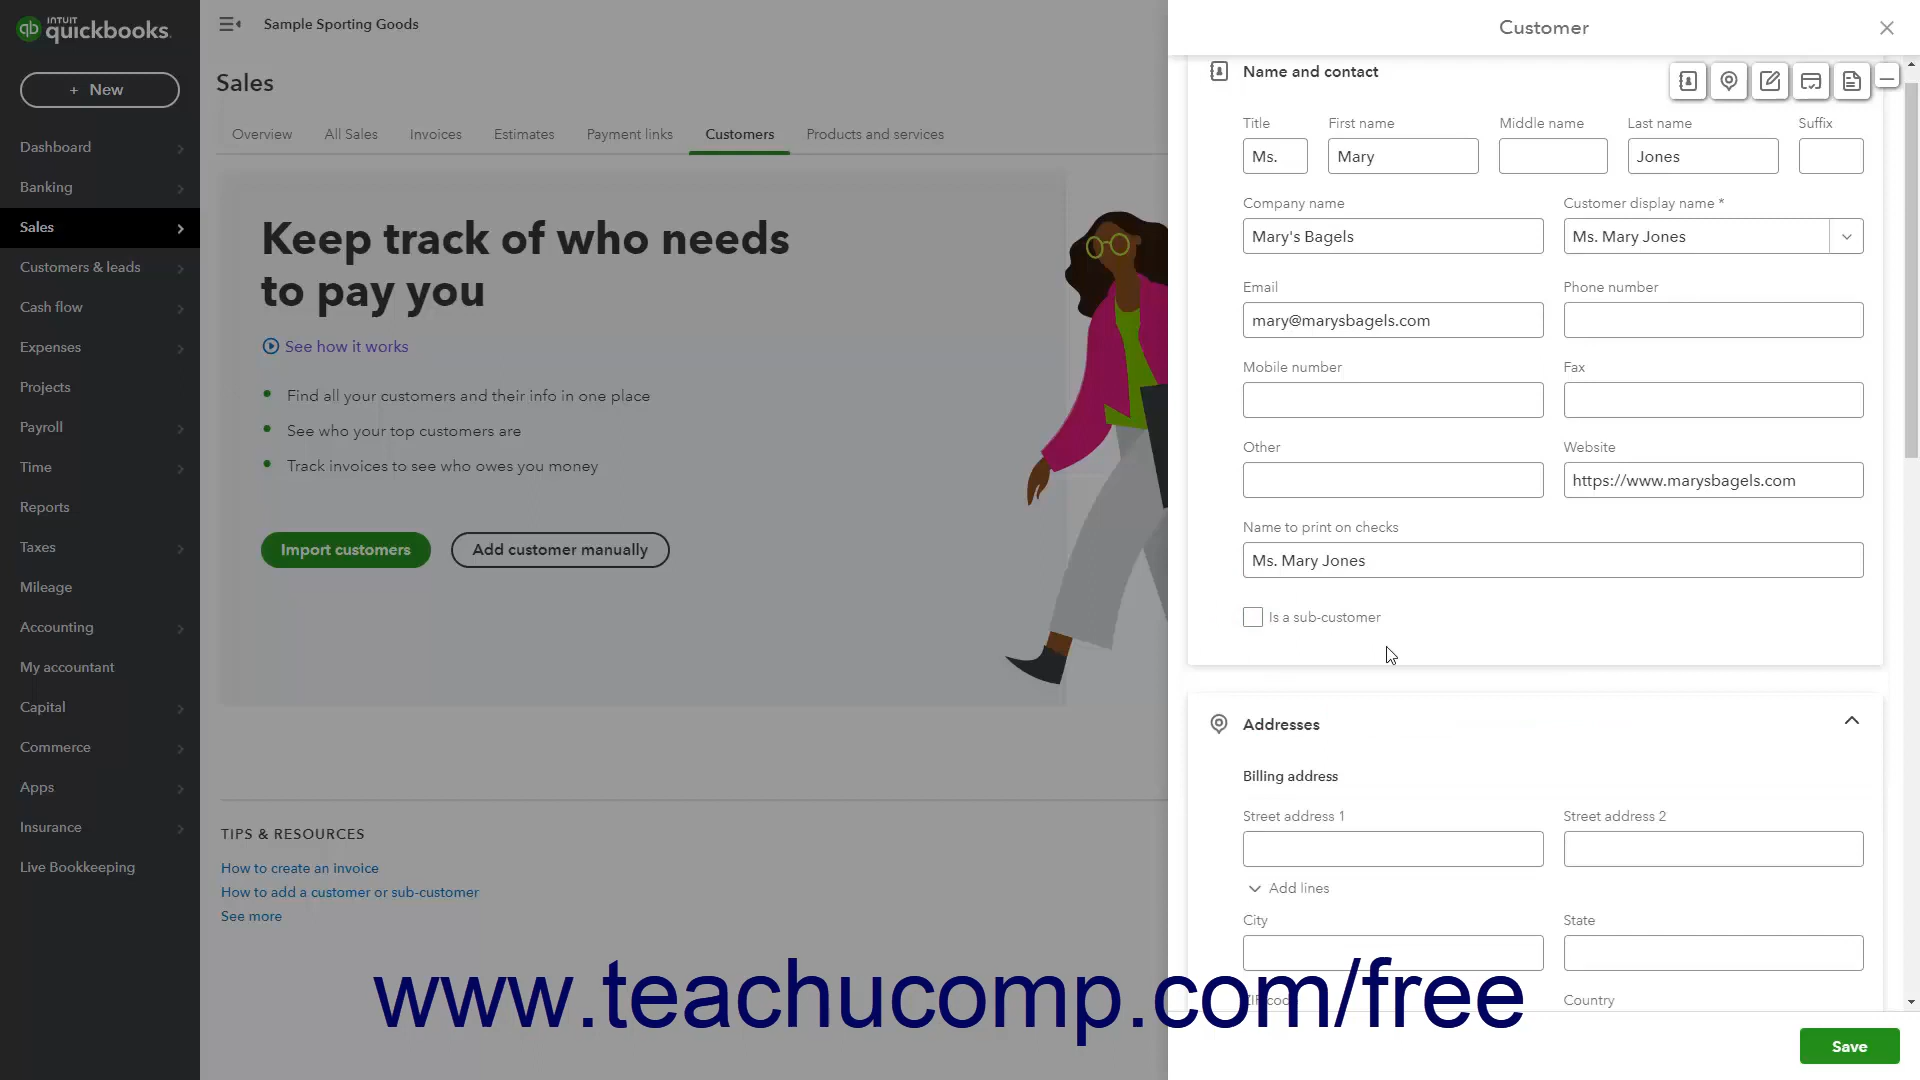 INTUIT
quickbooks.
+ New
Dashboard
Banking
Sales
Customers & leads
Cash flow
Expenses
Projects
Payroll
Time
Reports
Taxes
Mileage
Accounting
My accountant
Capital
Commerce
Apps
Insurance
Live Bookkeeping
Sample Sporting Goods
Sales
Overview All Sales Invoices Estimates Payment links Customers Products and services
Keep track of who needs
to pay you
See how it works
Find all your customers and their info in one place
See who your top customers are
Track invoices to see who owes you money
Import customers Add customer manually
TIPS & RESOURCES
How to create an invoice
How to add a customer or sub-customer
See more
Customer
Name and contact
Title First name Middle name Last name Suffix
Ms. Mary Jones
Company name Customer display name *
Mary's Bagels Ms. Mary Jones
Email Phone number
mary@marysbagels.com
Mobile number Fax
Other Website
https://www.marysbagels.com
Name to print on checks
Ms. Mary Jones
Is a sub-customer
Addresses
Billing address
Street address 1 Street address 2
Add lines
City State
ZIP code Country
Save
www.teachucomp.com/free